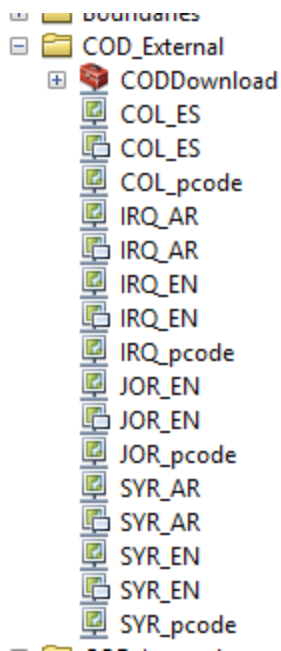 Boundaries
COD_External
CODDownload
COL_ES
COL_ES
COL_pcode
IRQ_AR
IRQ_AR
IRQ_EN
IRQ_EN
IRQ_pcode
JOR_EN
JOR_EN
JOR_pcode
SYR_AR
SYR_AR
SYR_EN
SYR_EN
SYR_pcode